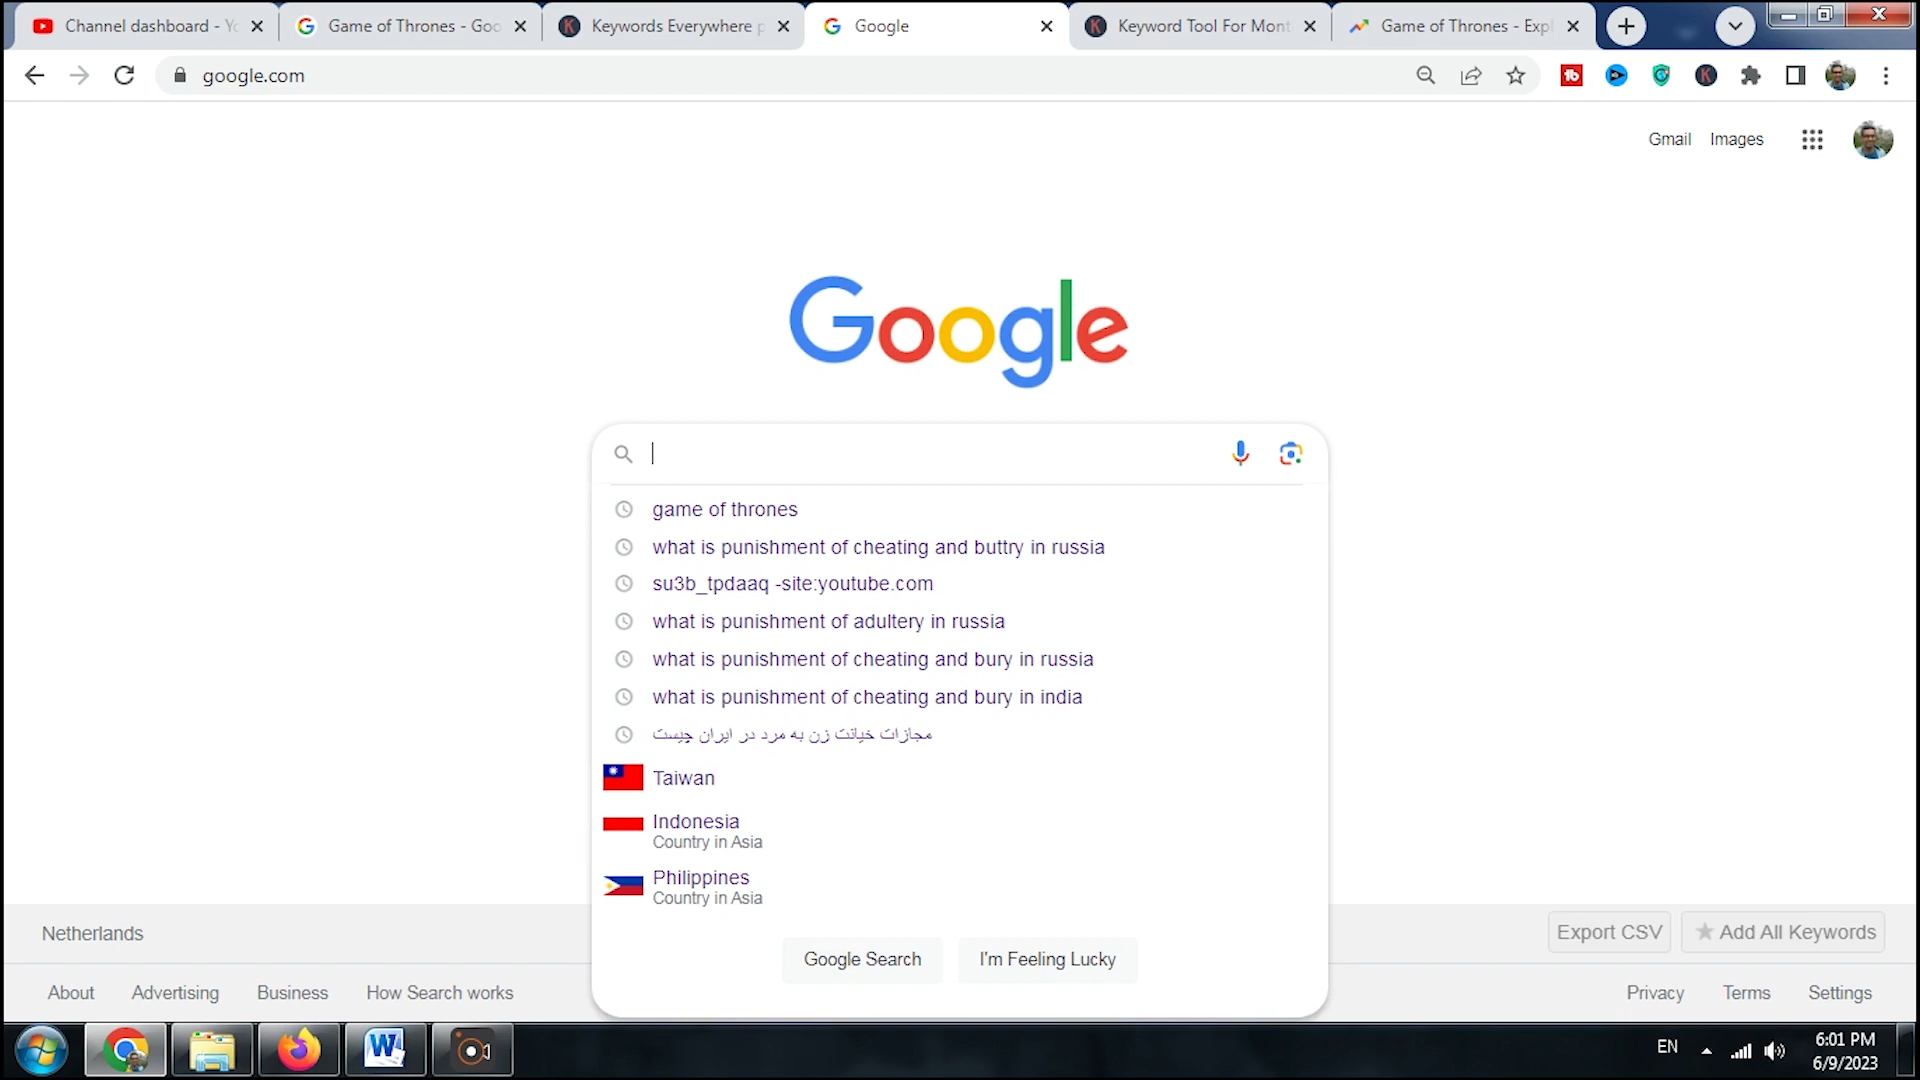 Channel dashboard - Yo
Game of Thrones - Goo
Keywords Everywhere p
Google
Keyword Tool For Mont
Game of Thrones - Expl
google.com
Gmail
Images
Google
game of thrones
what is punishment of cheating and buttry in russia
su3b_tpdaaq -site:youtube.com
what is punishment of adultery in russia
what is punishment of cheating and bury in russia
what is punishment of cheating and bury in india
مجازات خیانت زن به مرد در ایران چیست
Taiwan
Indonesia
Country in Asia
Philippines
Country in Asia
Google Search
I'm Feeling Lucky
Netherlands
Export CSV
Add All Keywords
About
Advertising
Business
How Search works
Privacy
Terms
Settings
EN
6:01 PM
6/9/2023